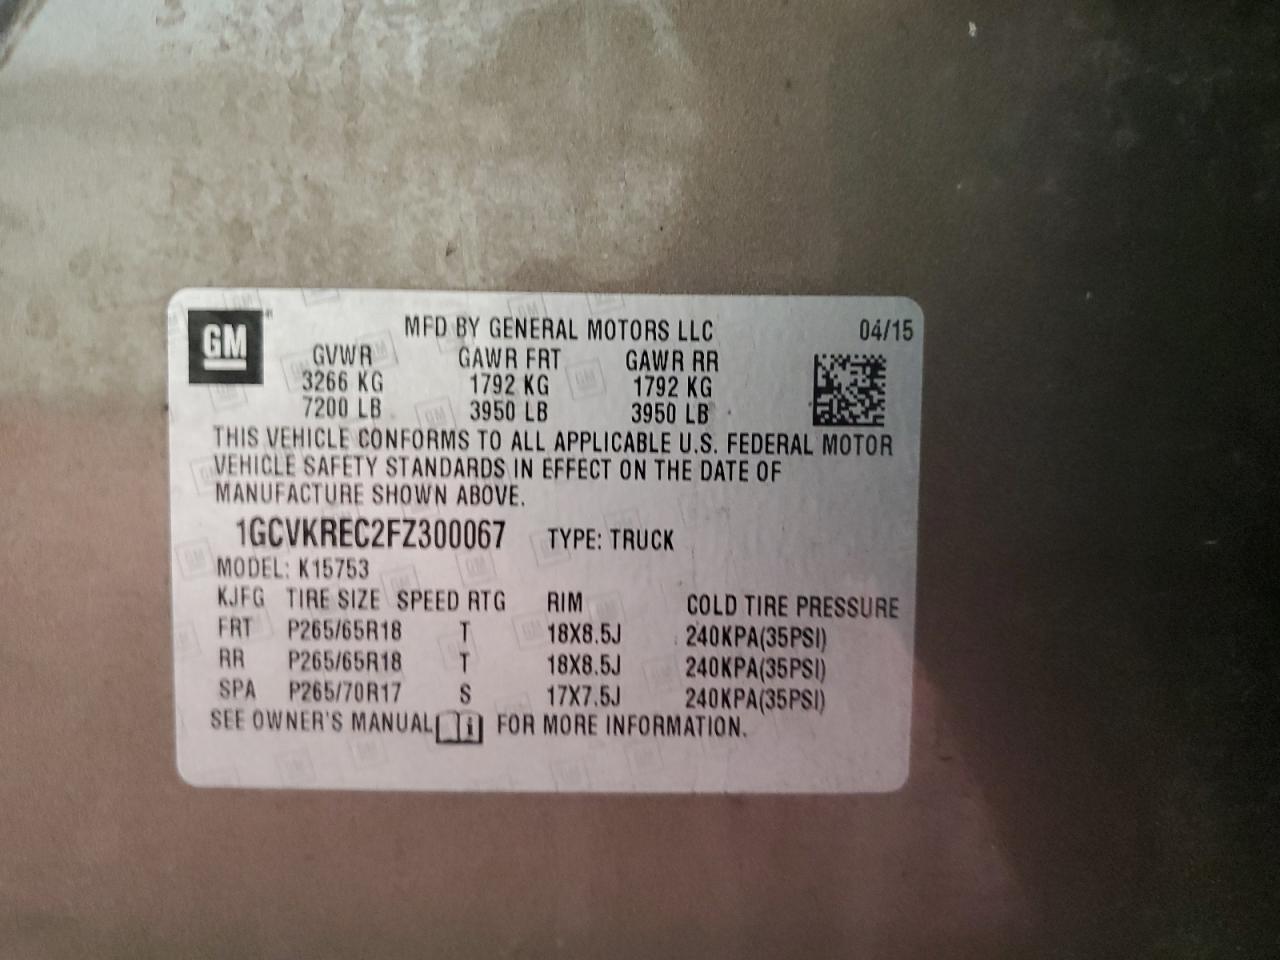 GM
MFD BY GENERAL MOTORS LLC 04/15
GVWR GAWR FRT GAWR RR
3266 KG 1792 KG 1792 KG
7200 LB 3950 LB 3950 LB
THIS VEHICLE CONFORMS TO ALL APPLICABLE U.S. FEDERAL MOTOR
VEHICLE SAFETY STANDARDS IN EFFECT ON THE DATE OF
MANUFACTURE SHOWN ABOVE.
1GCVKREC2FZ300067 TYPE: TRUCK
MODEL: K15753
KJFG TIRE SIZE SPEED RTG RIM COLD TIRE PRESSURE
FRT P265/65R18 T 18X8.5J 240KPA(35PSI)
RR P265/65R18 T 18X8.5J 240KPA(35PSI)
SPA P265/70R17 S 17X7.5J 240KPA(35PSI)
SEE OWNER'S MANUAL i FOR MORE INFORMATION.